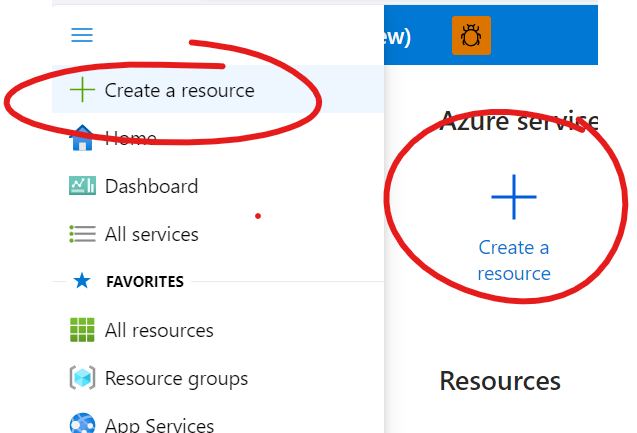 ew)
Create a resource
Home
Dashboard
All services
FAVORITES
All resources
Resource groups
App Services
Azure service
Create a
resource
Resources